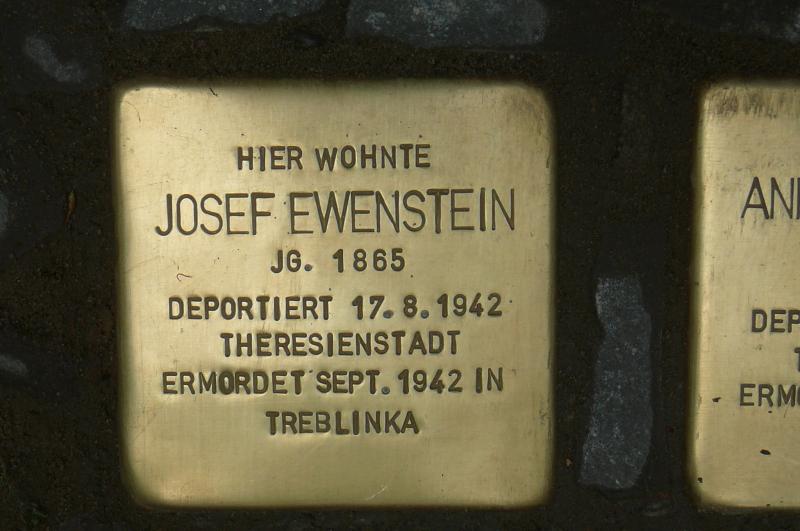 HIER WOHNTE
JOSEF EWENSTEIN
JG. 1865
DEPORTIERT 17.8.1942
THERESIENSTADT
ERMORDET SEPT. 1942 IN
TREBLINKA